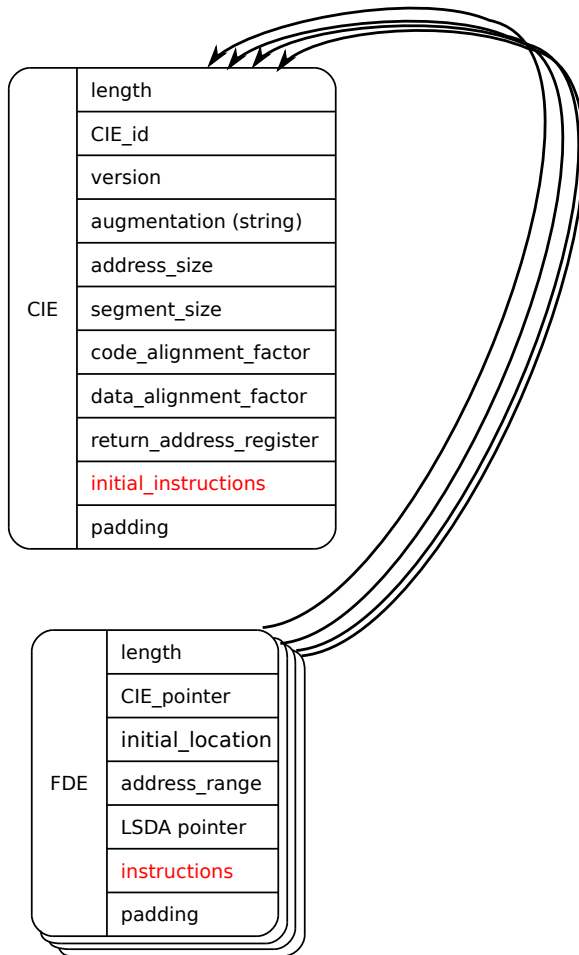 length
CIE_id
version
augmentation (string)
address_size
CIE
segment_size
code_alignment_factor
data_alignment_factor
return_address_register
initial_instructions
padding
length
CIE_pointer
initial_location
FDE
address_range
LSDA pointer
instructions
padding